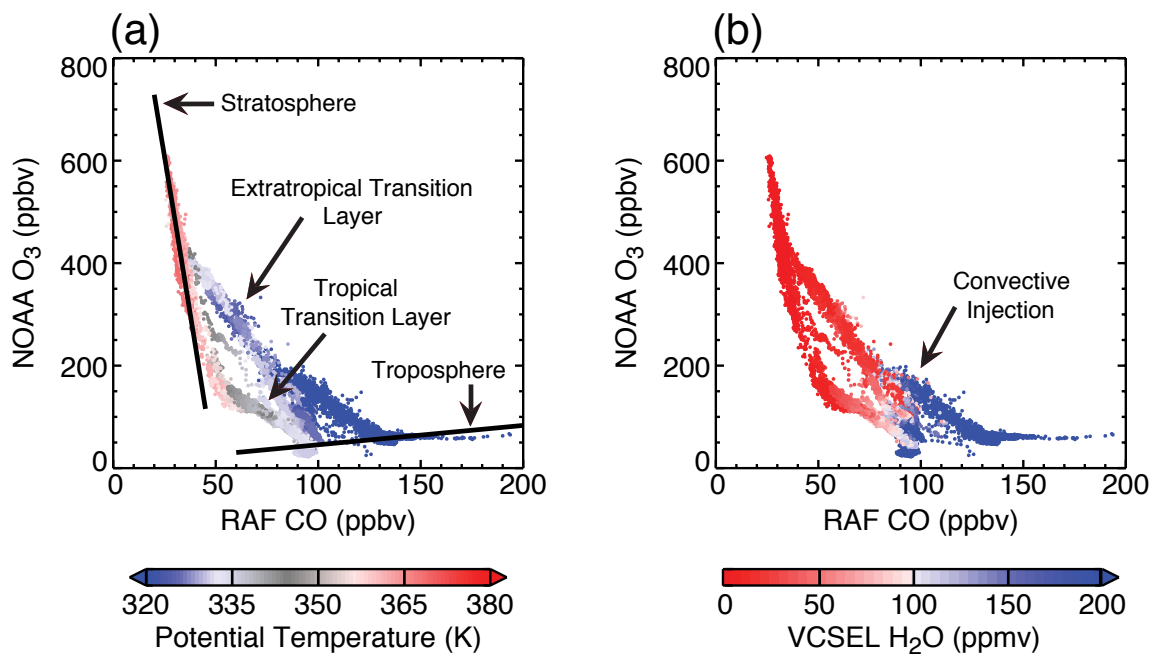 (a)
800
600
400
200
0
NOAA O3 (ppbv)
Stratosphere
Extratropical Transition
Layer
Tropical
Transition Layer
Troposphere
0 50 100 150 200
RAF CO (ppbv)
320 335 350 365 380
Potential Temperature (K)
(b)
800
600
400
200
0
NOAA O3 (ppbv)
Convective
Injection
0 50 100 150 200
RAF CO (ppbv)
0 50 100 150 200
VCSEL H2O (ppmv)